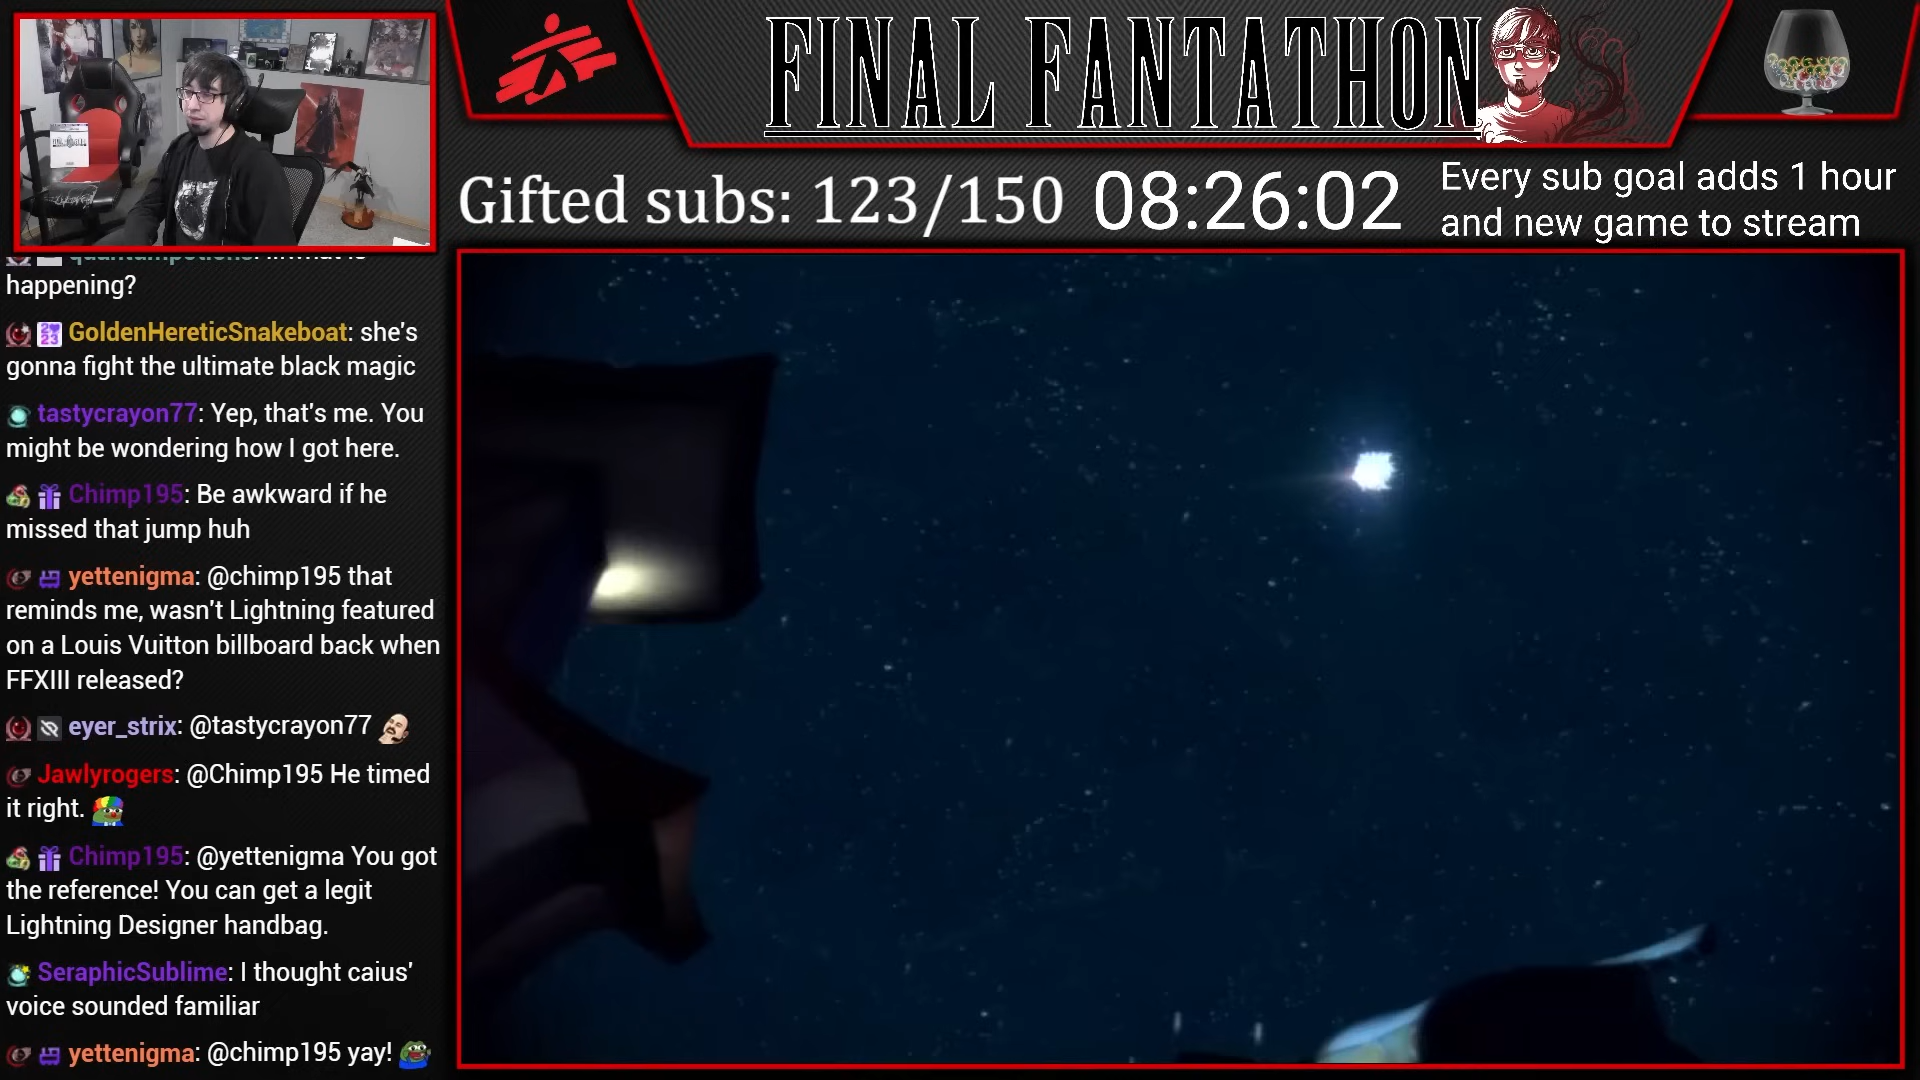 FINAL FANTATHON
Gifted subs: 123/150
08:26:02
Every sub goal adds 1 hour
and new game to stream
happening?
GoldenHereticSnakeboat: she's
gonna fight the ultimate black magic
tastycrayon77: Yep, that's me. You
might be wondering how I got here.
Chimp195: Be awkward if he
missed that jump huh
yettenigma: @chimp195 that
reminds me, wasn't Lightning featured
on a Louis Vuitton billboard back when
FFXIII released?
eyer_strix: @tastycrayon77
Jawlyrogers: @Chimp195 He timed
it right.
Chimp195: @yettenigma You got
the reference! You can get a legit
Lightning Designer handbag.
SeraphicSublime: I thought caius'
voice sounded familiar
yettenigma: @chimp195 yay!